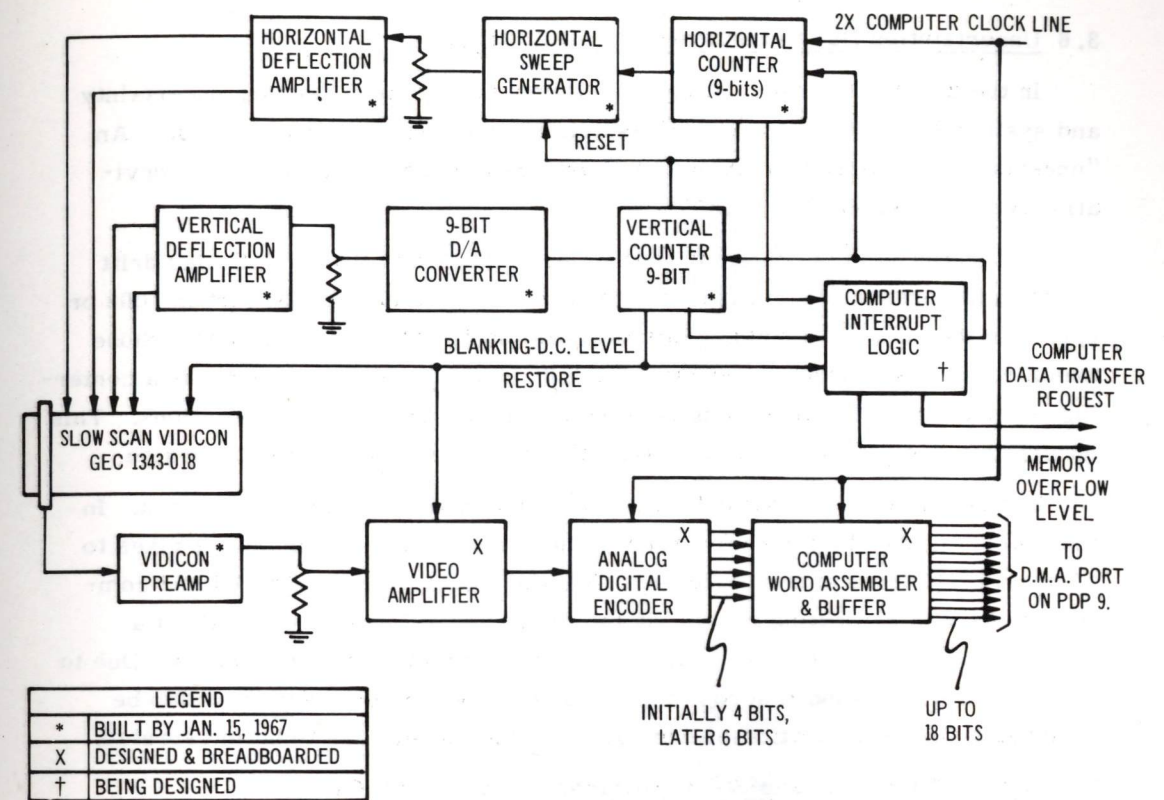 2X COMPUTER CLOCK LINE
HORIZONTAL
DEFLECTION
AMPLIFIER
*
HORIZONTAL
SWEEP
GENERATOR
*
HORIZONTAL
COUNTER
(9-bits)
*
RESET
VERTICAL
DEFLECTION
AMPLIFIER
*
9-BIT
D/A
CONVERTER
*
VERTICAL
COUNTER
9-BIT
*
COMPUTER
INTERRUPT
LOGIC
†
BLANKING-D.C. LEVEL
RESTORE
COMPUTER
DATA TRANSFER
REQUEST
MEMORY
OVERFLOW
LEVEL
SLOW SCAN VIDICON
GEC 1343-018
VIDICON *
PREAMP
X
VIDEO
AMPLIFIER
X
ANALOG
DIGITAL
ENCODER
X
COMPUTER
WORD ASSEMBLER
& BUFFER
TO
D.M.A. PORT
ON PDP 9.
INITIALLY 4 BITS,
LATER 6 BITS
UP TO
18 BITS
LEGEND
* BUILT BY JAN. 15, 1967
X DESIGNED & BREADBOARDED
† BEING DESIGNED